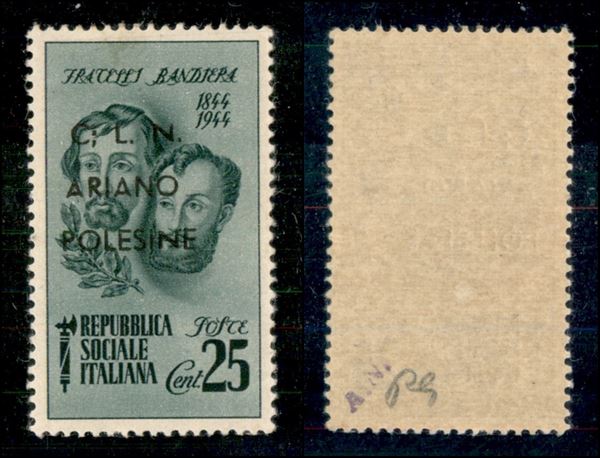 FRATELLI BANDIERA
1844
1944
C; L. N.
ARIANO
POLESINE
REPUBBLICA
SOCIALE
ITALIANA
POSTE
Cent. 25
A.D.